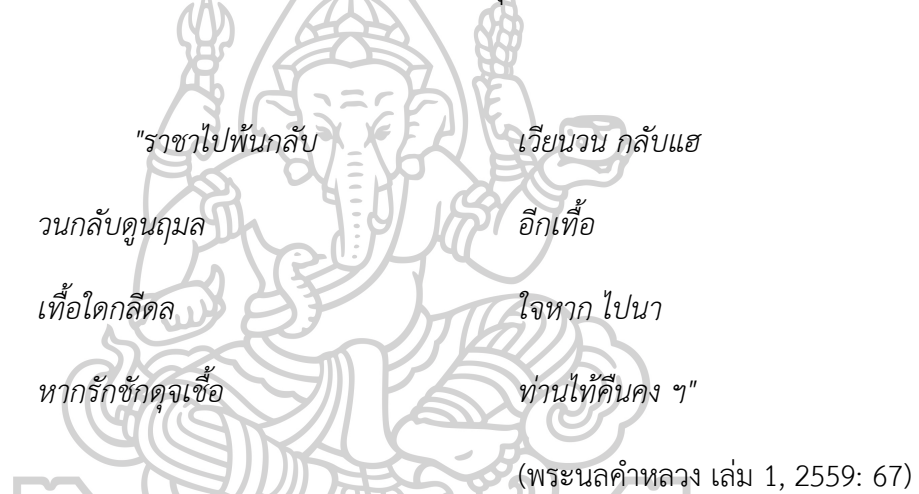 "ราชาไปพ้นกลับ เวียนวน กลับแฮ
วนกลับดูนฤมล อีกเทื้อ
เทื้อใดกลีดล ใจหาก ไปนา
หากรักชักดุจเชื้อ ท่านไท้คืนคง ฯ"
(พระนลคำหลวง เล่ม 1, 2559: 67)